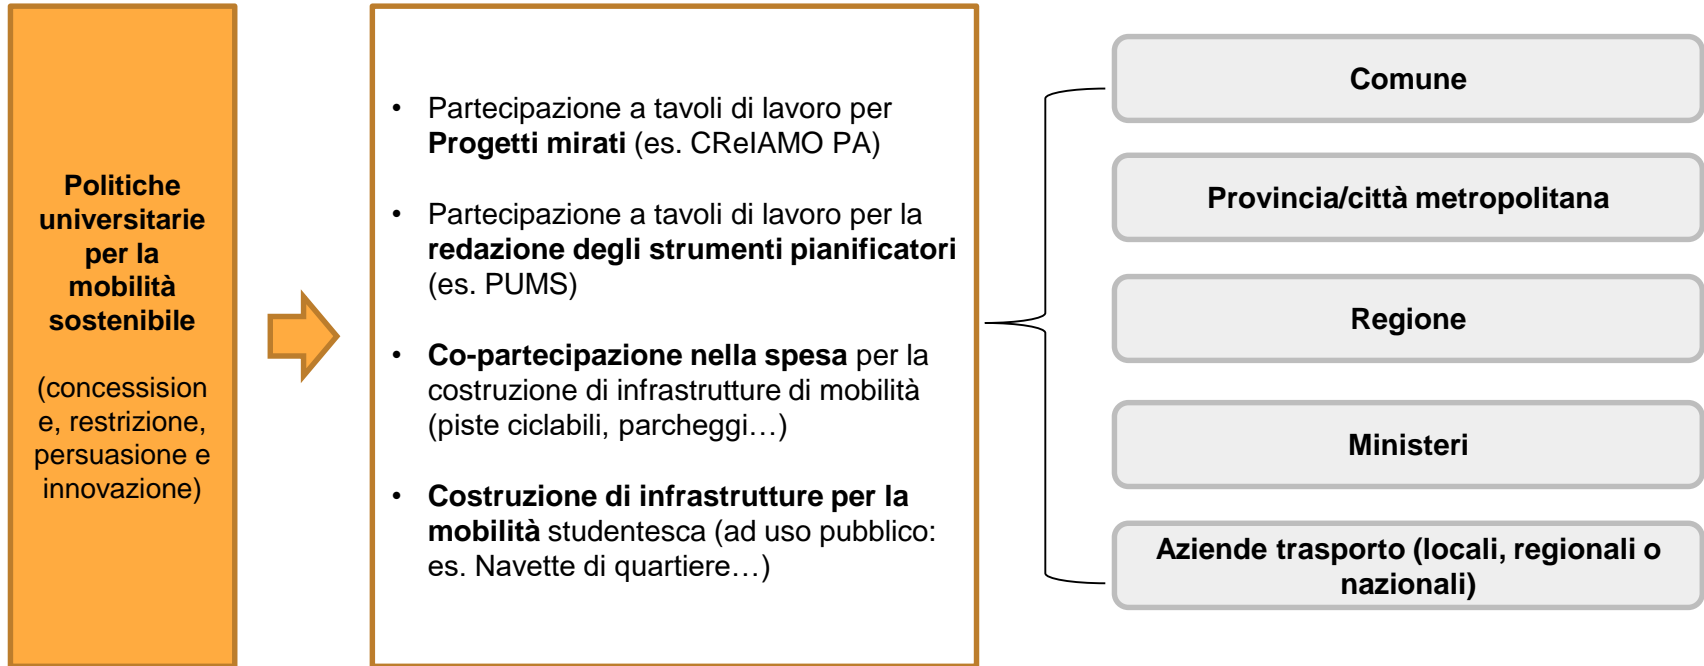 Politiche
universitarie
per la
mobilità
sostenibile
(concessision
e, restrizione,
persuasione e
innovazione)
• Partecipazione a tavoli di lavoro per
Progetti mirati (es. CReIAMO PA)
• Partecipazione a tavoli di lavoro per la
redazione degli strumenti pianificatori
(es. PUMS)
• Co-partecipazione nella spesa per la
costruzione di infrastrutture di mobilità
(piste ciclabili, parcheggi…)
• Costruzione di infrastrutture per la
mobilità studentesca (ad uso pubblico:
es. Navette di quartiere…)
Comune
Provincia/città metropolitana
Regione
Ministeri
Aziende trasporto (locali, regionali o
nazionali)